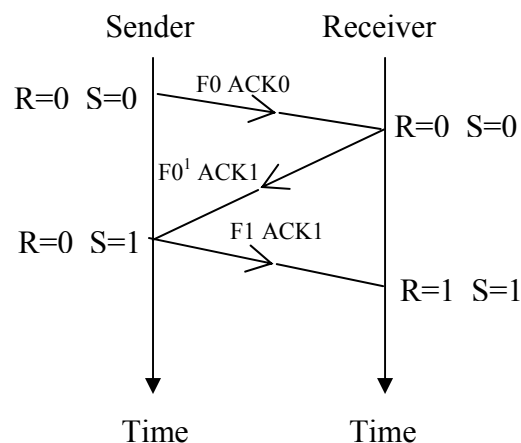 Sender Receiver
F0 ACK0
R=0 S=0
R=0 S=0
F0¹ ACK1
F1 ACK1
R=0 S=1
R=1 S=1
Time Time